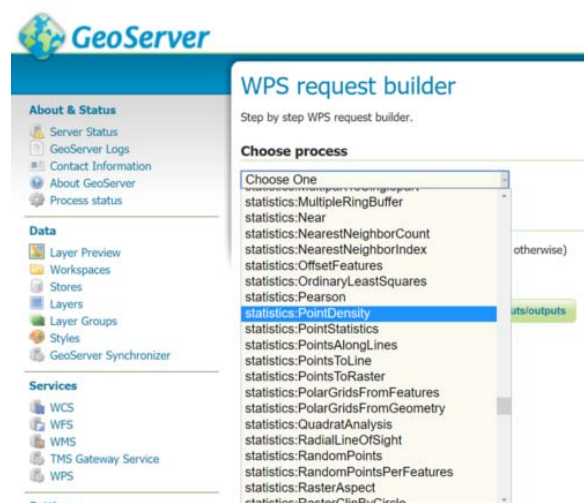 GeoServer
About & Status
Server Status
GeoServer Logs
Contact Information
About GeoServer
Process status
Data
Layer Preview
Workspaces
Stores
Layers
Layer Groups
Styles
GeoServer Synchronizer
Services
WCS
WFS
WMS
TMS Gateway Service
WPS
WPS request builder
Step by step WPS request builder.
Choose process
Choose One
statistics:MultipleRingBuffer
statistics:Near
statistics:NearestNeighborCount
statistics:NearestNeighborIndex
statistics:OffsetFeatures
statistics:OrdinaryLeastSquares
statistics:Pearson
statistics:PointDensity
statistics:PointStatistics
statistics:PointsAlongLines
statistics:PointsToLine
statistics:PointsToRaster
statistics:PolarGridsFromFeatures
statistics:PolarGridsFromGeometry
statistics:QuadratAnalysis
statistics:RadialLineOfSight
statistics:RandomPoints
statistics:RandomPointsPerFeatures
statistics:RasterAspect
statistics:RasterClipByCircle
otherwise)
uts/outputs